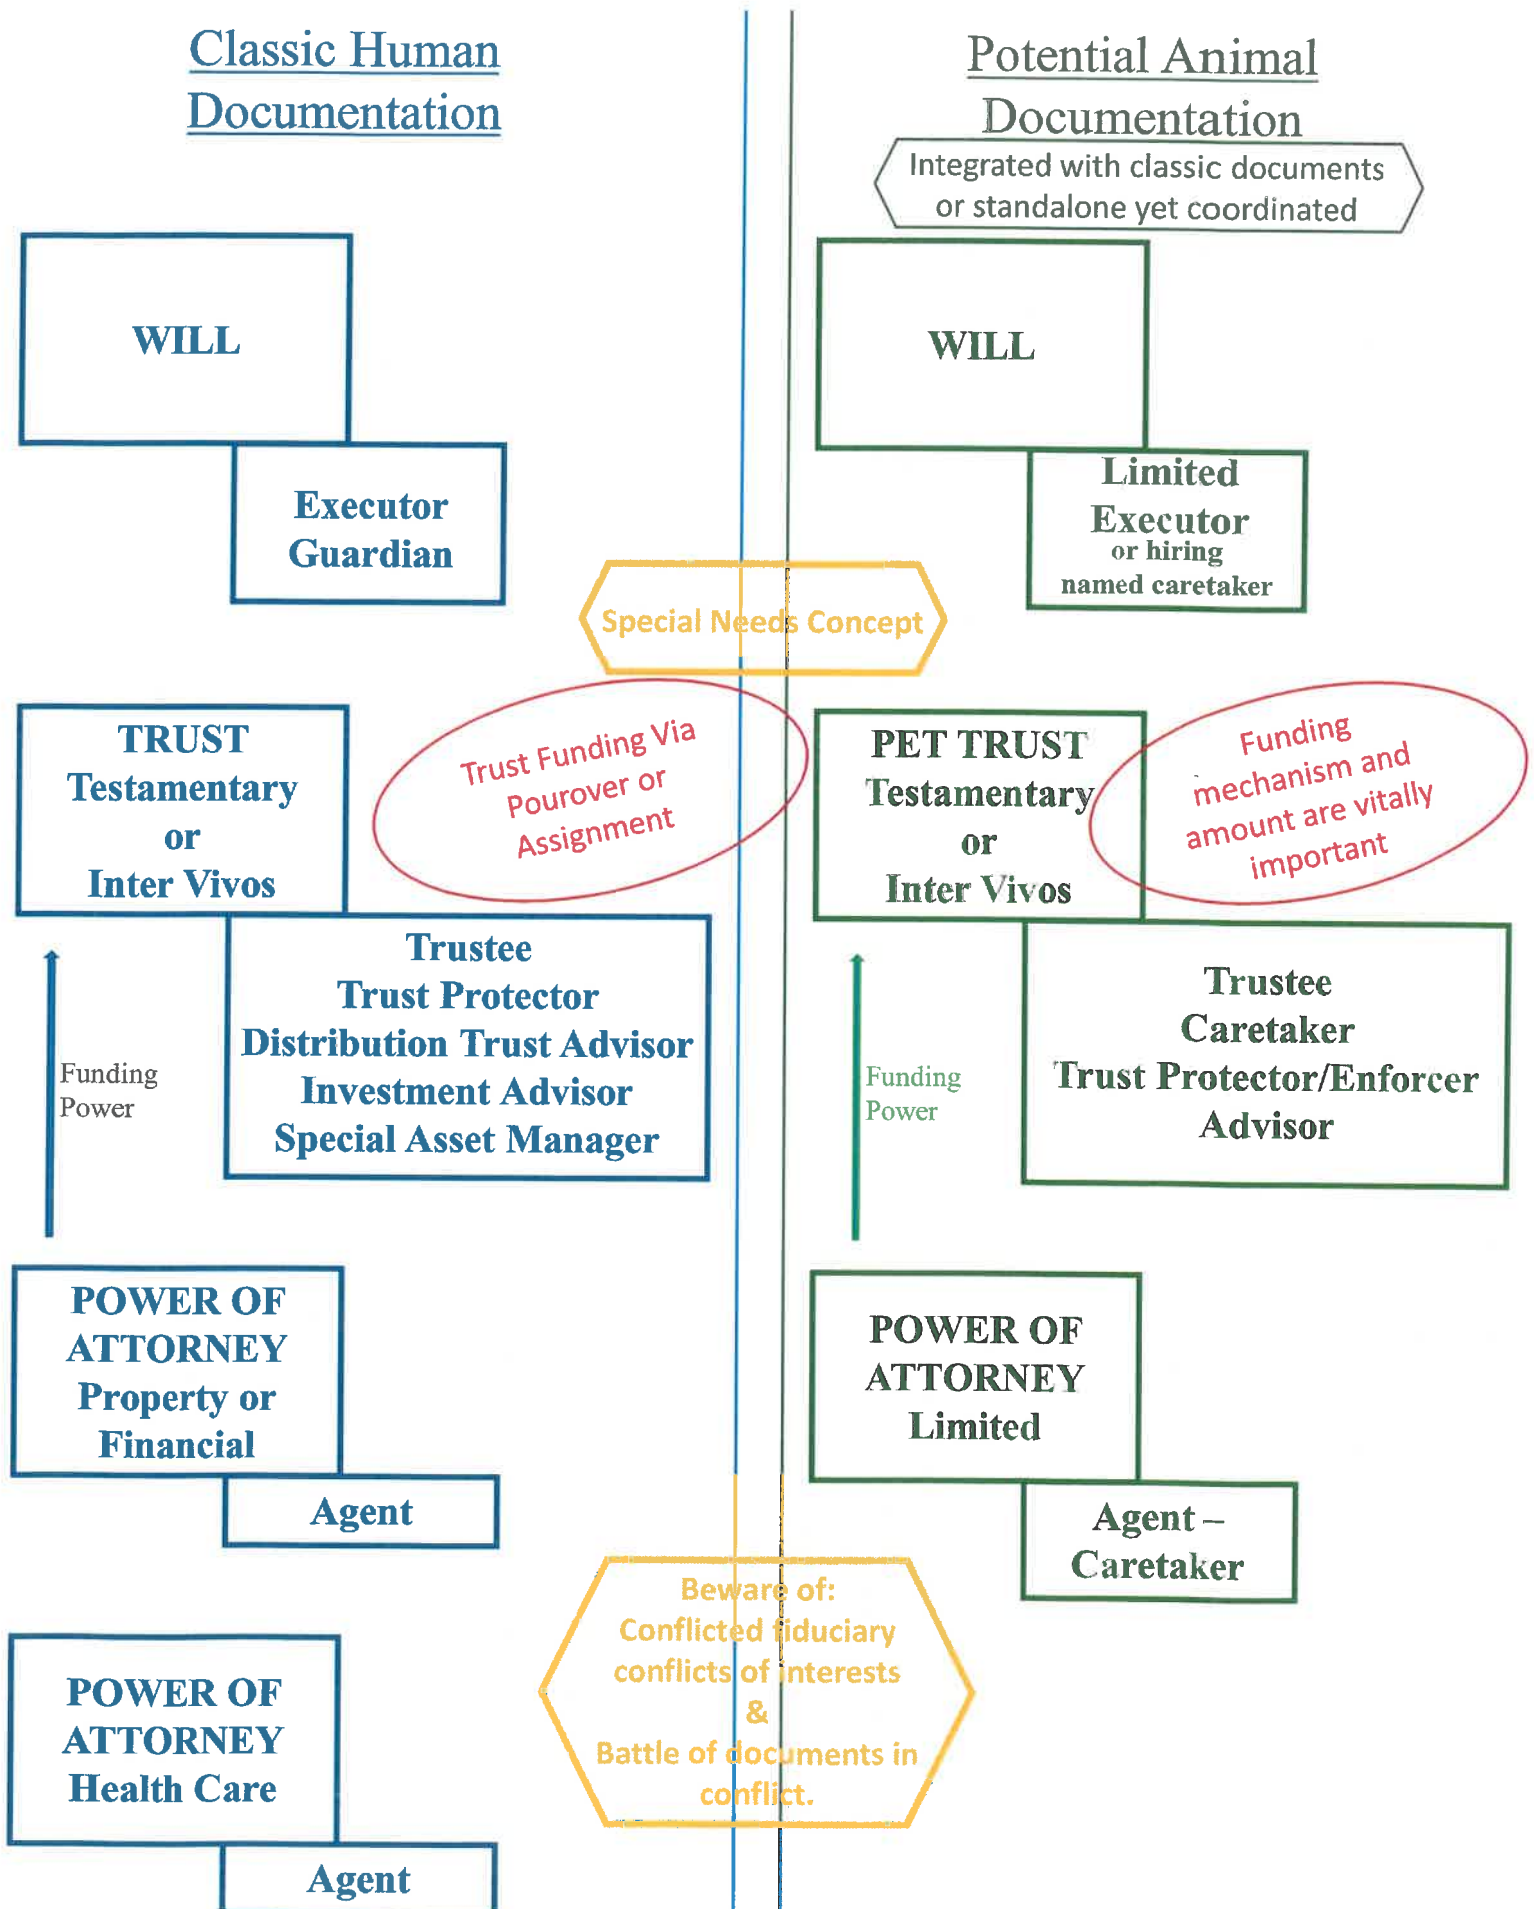 Classic Human
Documentation
WILL
Executor
Guardian
TRUST
Testamentary
or
Inter Vivos
Trust Funding Via
Pourover or
Assignment
Trustee
Trust Protector
Distribution Trust Advisor
Investment Advisor
Special Asset Manager
Funding
Power
POWER OF
ATTORNEY
Property or
Financial
Agent
POWER OF
ATTORNEY
Health Care
Agent
Special Needs Concept
Beware of:
Conflicted fiduciary
conflicts of interests
&
Battle of documents in
conflict.
Potential Animal
Documentation
Integrated with classic documents
or standalone yet coordinated
WILL
Limited
Executor
or hiring
named caretaker
PET TRUST
Testamentary
or
Inter Vivos
Funding
mechanism and
amount are vitally
important
Trustee
Caretaker
Trust Protector/Enforcer
Advisor
Funding
Power
POWER OF
ATTORNEY
Limited
Agent –
Caretaker